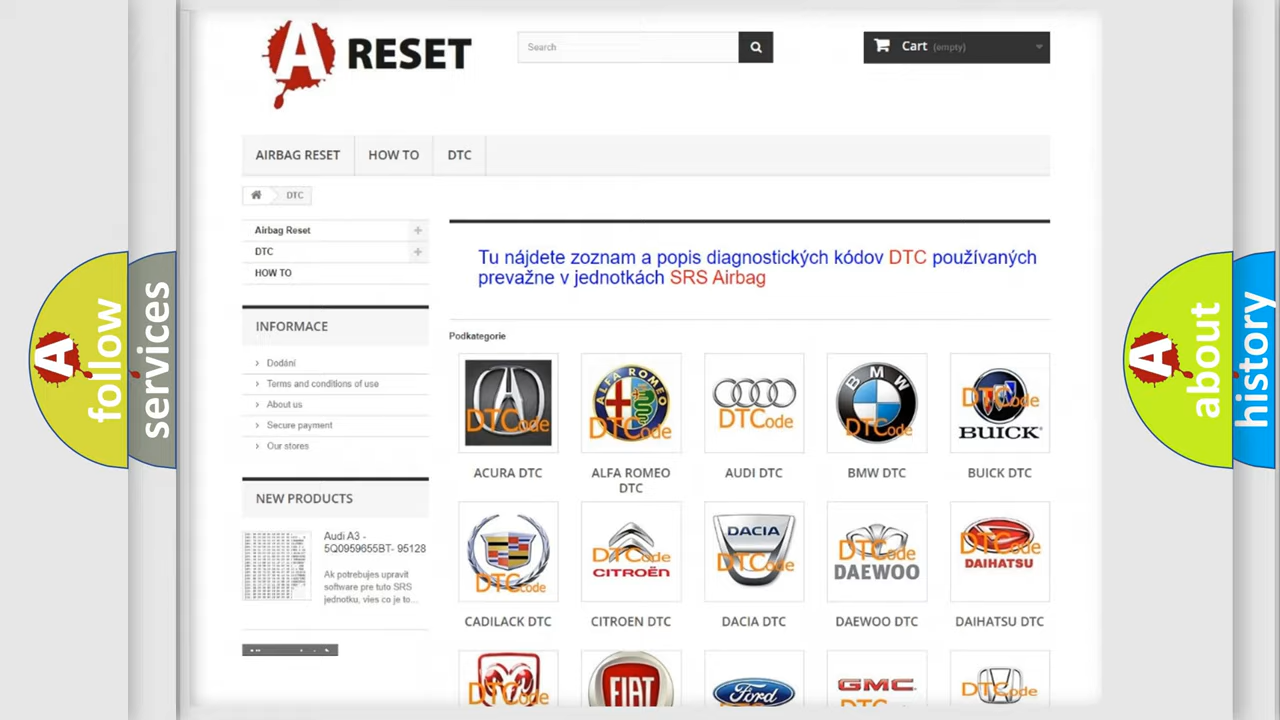 A RESET
Search
Cart (empty)
AIRBAG RESET
HOW TO
DTC
DTC
Airbag Reset
DTC
HOW TO
INFORMACE
Dodání
Terms and conditions of use
About us
Secure payment
Our stores
NEW PRODUCTS
Audi A3 -
5Q0959655BT- 95128
Ak potrebujes upravit
software pre tuto SRS
jednotku, vies co je to...
Tu nájdete zoznam a popis diagnostických kódov DTC používaných
prevažne v jednotkách SRS Airbag
Podkategorie
DTCode
ALFA ROMEO
DTCode
DTCode
BMW
DTCode
DTCode
BUICK
ACURA DTC
ALFA ROMEO
DTC
AUDI DTC
BMW DTC
BUICK DTC
DTCode
DTCode
CITROËN
DACIA
DTCode
DTCode
DAEWOO
DTCode
DAIHATSU
CADILACK DTC
CITROEN DTC
DACIA DTC
DAEWOO DTC
DAIHATSU DTC
DTCode
FIAT
Ford
GMC
DTCode
A follow
services
A about
history